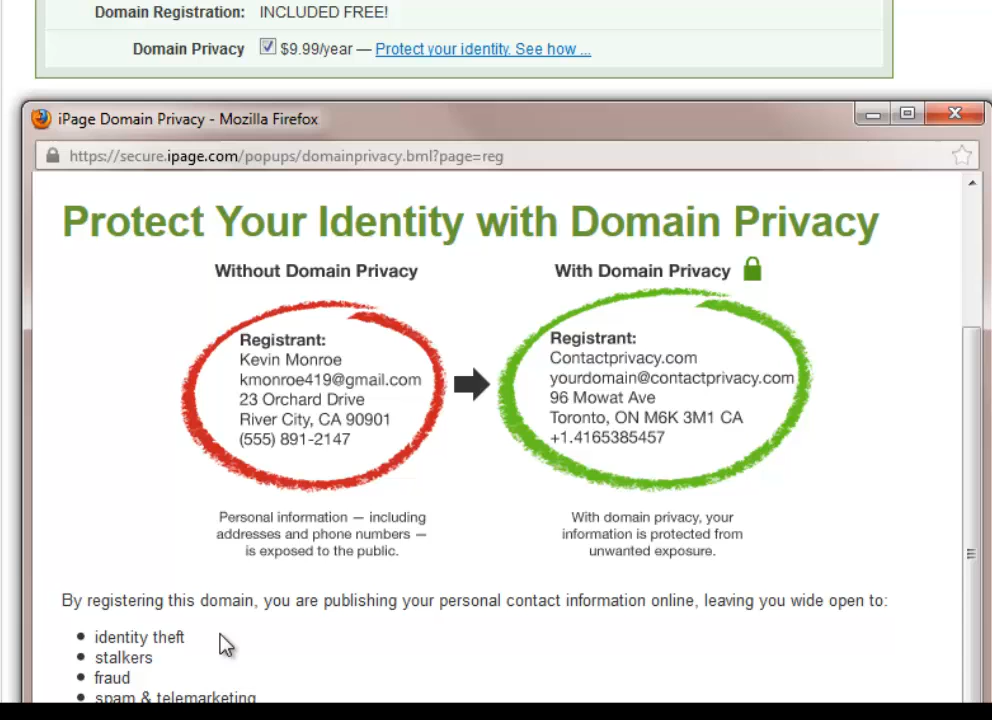 Domain Registration: INCLUDED FREE!
Domain Privacy $9.99/year — Protect your identity. See how ...
iPage Domain Privacy - Mozilla Firefox
https://secure.ipage.com/popups/domainprivacy.bml?page=reg
Protect Your Identity with Domain Privacy
Without Domain Privacy
Registrant:
Kevin Monroe
kmonroe419@gmail.com
23 Orchard Drive
River City, CA 90901
(555) 891-2147
Personal information — including
addresses and phone numbers —
is exposed to the public.
With Domain Privacy
Registrant:
Contactprivacy.com
yourdomain@contactprivacy.com
96 Mowat Ave
Toronto, ON M6K 3M1 CA
+1.4165385457
With domain privacy, your
information is protected from
unwanted exposure.
By registering this domain, you are publishing your personal contact information online, leaving you wide open to:
• identity theft
• stalkers
• fraud
• spam & telemarketing